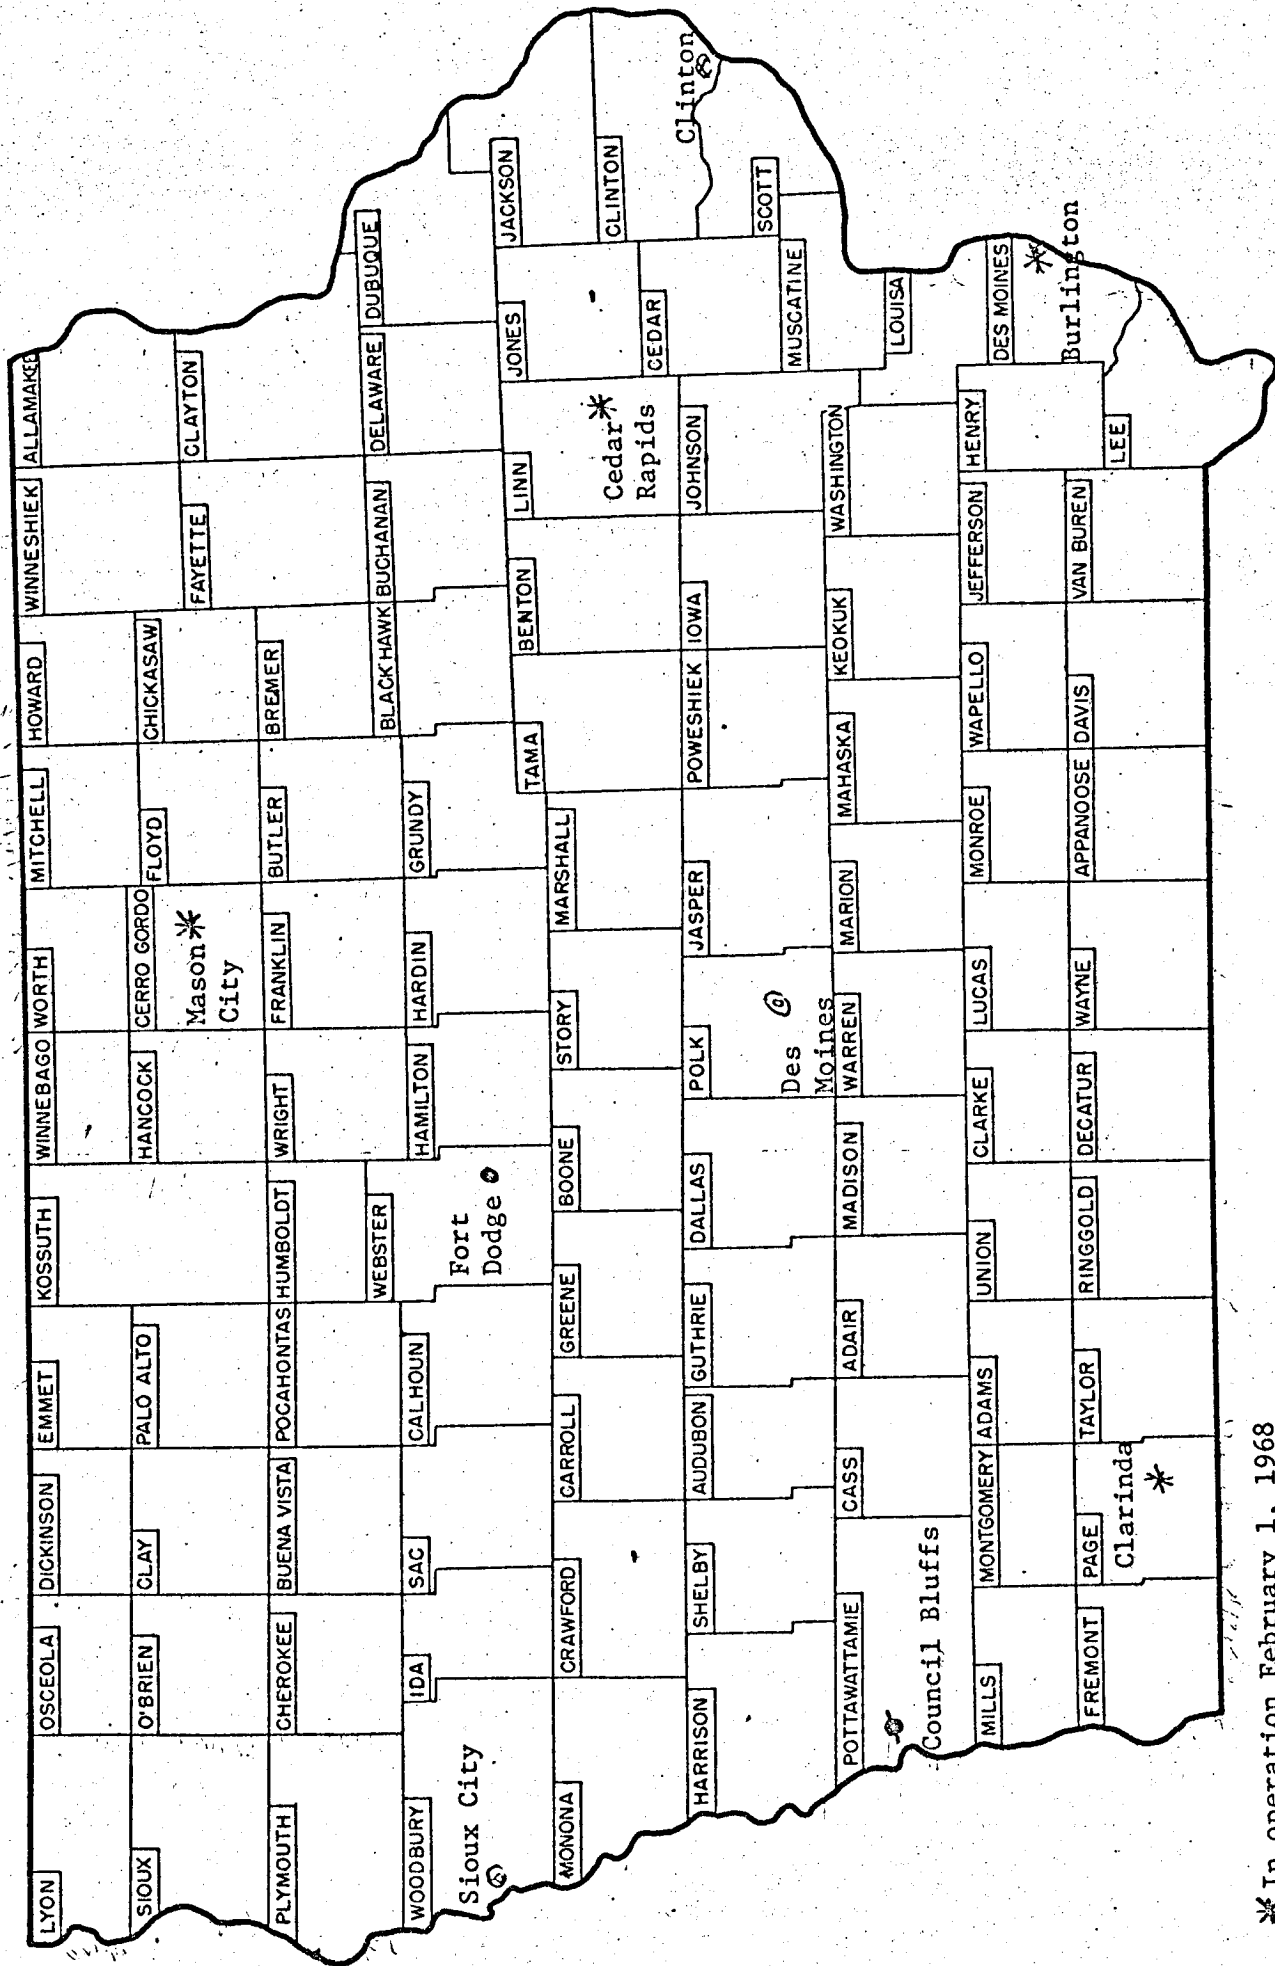 LYON
OSCEOLA
DICKINSON
EMMET
KOSSUTH
WINNEBAGO
WORTH
MITCHELL
HOWARD
WINNESHIEK
ALLAMAKEE
SIOUX
O'BRIEN
CLAY
PALO ALTO
HANCOCK
CERRO GORDO
FLOYD
CHICKASAW
Mason
City
FAYETTE
CLAYTON
PLYMOUTH
CHEROKEE
BUENA VISTA
POCAHONTAS
HUMBOLDT
WRIGHT
FRANKLIN
BUTLER
BREMER
WEBSTER
BLACK HAWK
BUCHANAN
DELAWARE
DUBUQUE
WOODBURY
IDA
SAC
CALHOUN
HAMILTON
HARDIN
GRUNDY
Sioux City
Fort
Dodge
TAMA
BENTON
LINN
JONES
JACKSON
MONONA
CRAWFORD
CARROLL
GREENE
BOONE
STORY
MARSHALL
Cedar
Rapids
CEDAR
CLINTON
Clinton
HARRISON
SHELBY
AUDUBON
GUTHRIE
DALLAS
POLK
JASPER
POWESHIEK
IOWA
JOHNSON
SCOTT
Des
Moines
MUSCATINE
POTTAWATTAMIE
CASS
ADAIR
MADISON
WARREN
MARION
MAHASKA
KEOKUK
WASHINGTON
LOUISA
Council Bluffs
MILLS
MONTGOMERY
ADAMS
UNION
CLARKE
LUCAS
MONROE
WAPELLO
JEFFERSON
HENRY
DES MOINES
Burlington
FREMONT
PAGE
TAYLOR
RINGGOLD
DECATUR
WAYNE
APPANOOSE
DAVIS
VAN BUREN
LEE
Clarinda
* In operation February 1, 1968